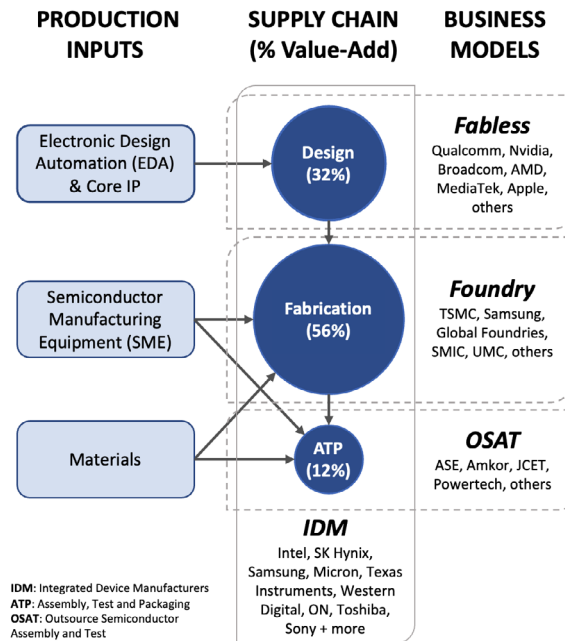 PRODUCTION
INPUTS
SUPPLY CHAIN
(% Value-Add)
BUSINESS
MODELS
Electronic Design
Automation (EDA)
& Core IP
Design
(32%)
Fabless
Qualcomm, Nvidia,
Broadcom, AMD,
MediaTek, Apple,
others
Semiconductor
Manufacturing
Equipment (SME)
Fabrication
(56%)
Foundry
TSMC, Samsung,
Global Foundries,
SMIC, UMC, others
Materials
ATP
(12%)
OSAT
ASE, Amkor, JCET,
Powertech, others
IDM
Intel, SK Hynix,
Samsung, Micron, Texas
Instruments, Western
Digital, ON, Toshiba,
Sony + more
IDM: Integrated Device Manufacturers
ATP: Assembly, Test and Packaging
OSAT: Outsource Semiconductor
Assembly and Test